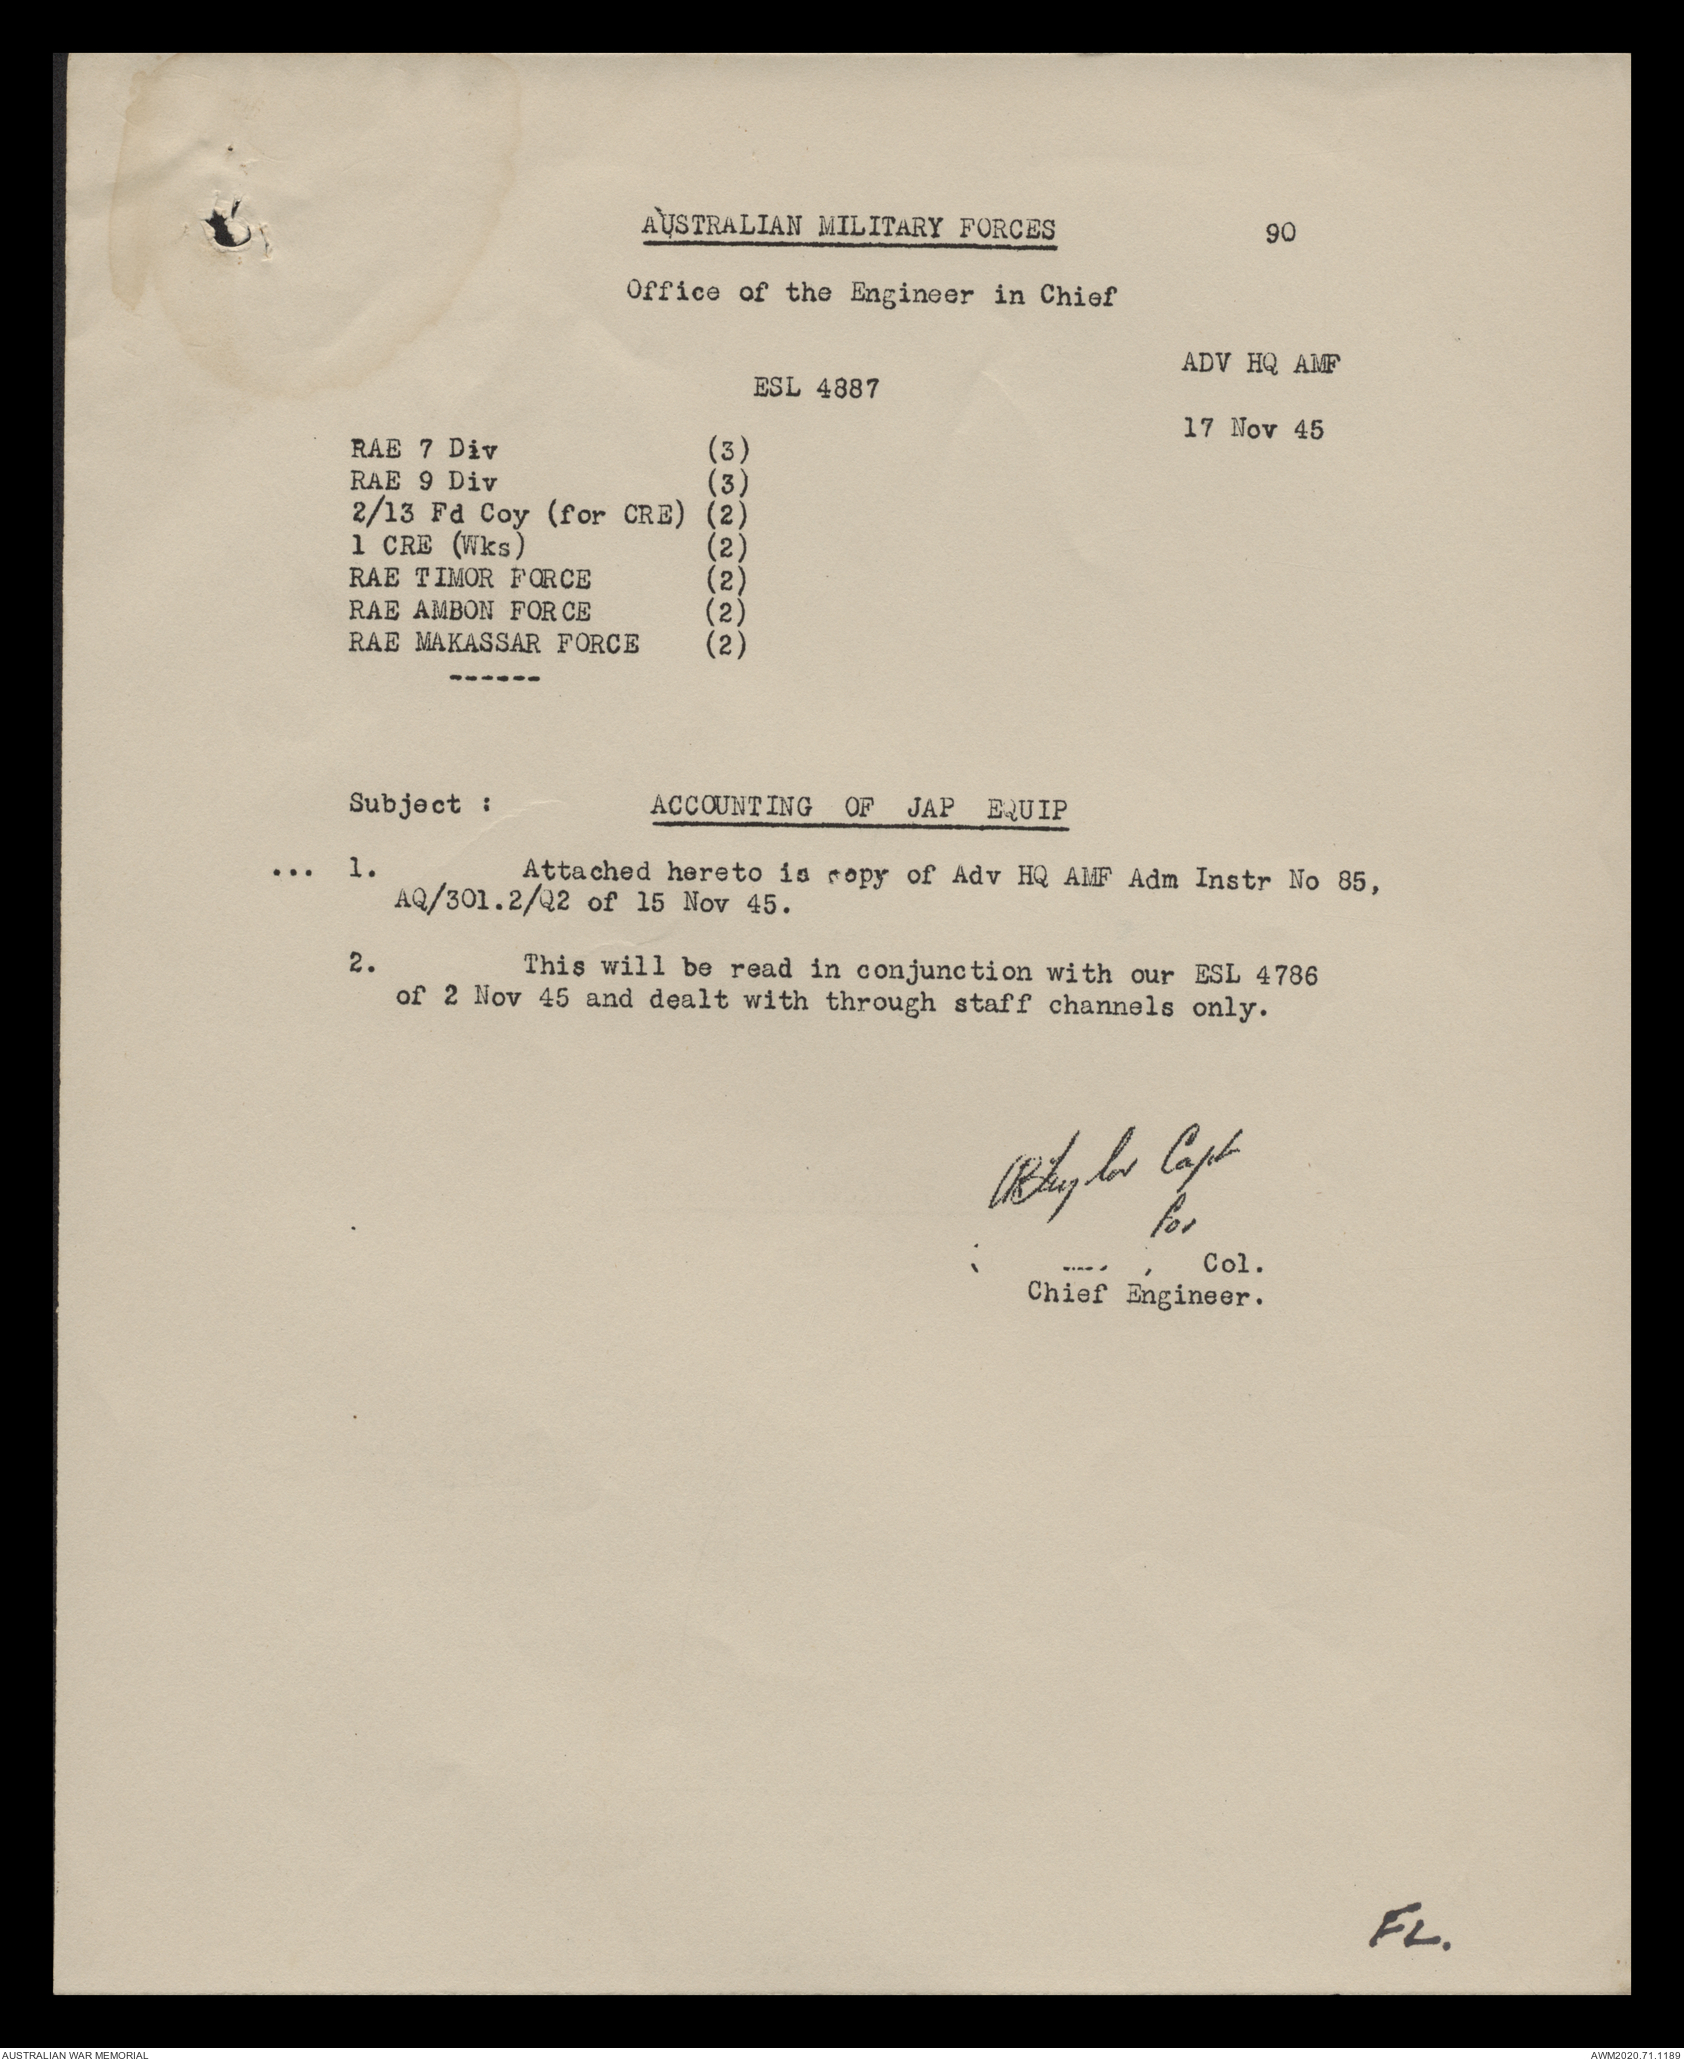 AUSTRALIAN MILITARY FORCES 90
Office of the Engineer in Chief
ADV HQ AMF
ESL 4887
17 Nov 45
RAE 7 Div (3)
RAE 9 Div (3)
2/13 Fd Coy (for CRE) (2)
1 CRE (Wks) (2)
RAE TIMOR FORCE (2)
RAE AMBON FORCE (2)
RAE MAKASSAR FORCE (2)
------
Subject : ACCOUNTING OF JAP EQUIP
... 1. Attached hereto is copy of Adv HQ AMF Adm Instr No 85,
AQ/301.2/Q2 of 15 Nov 45.
2. This will be read in conjunction with our ESL 4786
of 2 Nov 45 and dealt with through staff channels only.
Taylor Capt
for
Col.
Chief Engineer.
FL.
AUSTRALIAN WAR MEMORIAL AWM2020.71.1189